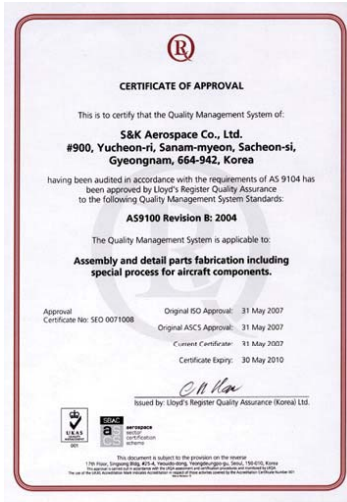 CERTIFICATE OF APPROVAL
This is to certify that the Quality Management System of:
S&K Aerospace Co., Ltd.
#900, Yucheon-ri, Sanam-myeon, Sacheon-si,
Gyeongnam, 664-942, Korea
having been audited in accordance with the requirements of AS 9104 has
been approved by Lloyd's Register Quality Assurance
to the following Quality Management System Standards:
AS9100 Revision B: 2004
The Quality Management System is applicable to:
Assembly and detail parts fabrication including
special process for aircraft components.
Approval
Certificate No: SEO 0071008
Original ISO Approval: 31 May 2007
Original ASCS Approval: 31 May 2007
Current Certificate: 31 May 2007
Certificate Expiry: 30 May 2010
Issued by: Lloyd's Register Quality Assurance (Korea) Ltd.
UKAS
001
SBAC
aerospace
sector
certification
scheme
This document is subject to the provision on the reverse